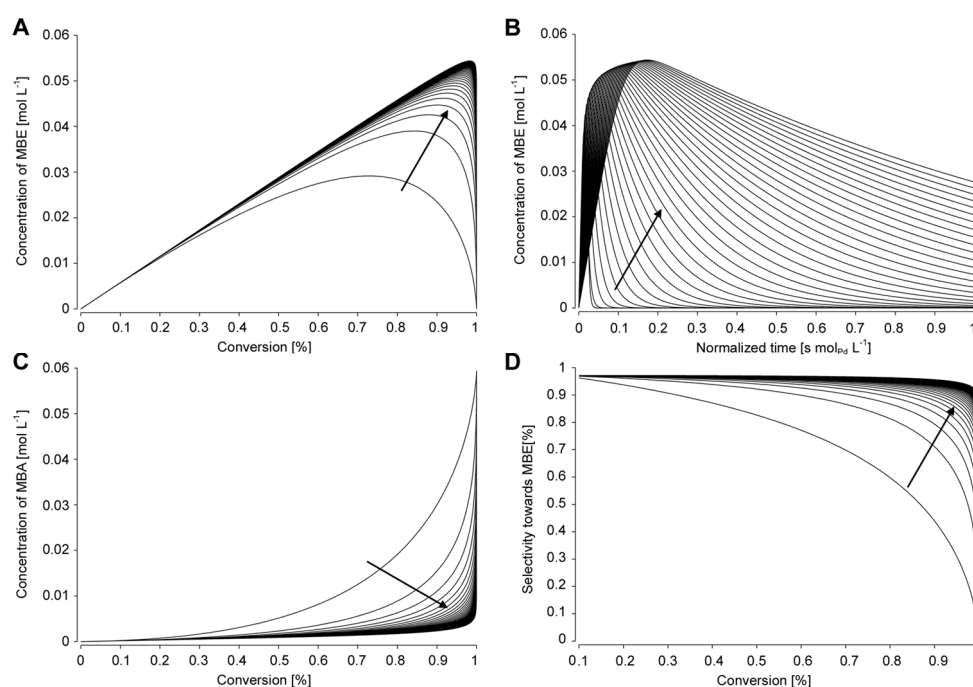 A
Concentration of MBE [mol L⁻¹]
0.06
0.05
0.04
0.03
0.02
0.01
0
0 0.1 0.2 0.3 0.4 0.5 0.6 0.7 0.8 0.9 1
Conversion [%]
B
Concentration of MBE [mol L⁻¹]
0.06
0.05
0.04
0.03
0.02
0.01
0
0 0.1 0.2 0.3 0.4 0.5 0.6 0.7 0.8 0.9 1
Normalized time [s molPd L⁻¹]
C
Concentration of MBA [mol L⁻¹]
0.06
0.05
0.04
0.03
0.02
0.01
0
0 0.1 0.2 0.3 0.4 0.5 0.6 0.7 0.8 0.9 1
Conversion [%]
D
Selectivity towards MBE[%]
1
0.9
0.8
0.7
0.6
0.5
0.4
0.3
0.2
0.1
0
0.1 0.2 0.3 0.4 0.5 0.6 0.7 0.8 0.9
Conversion [%]